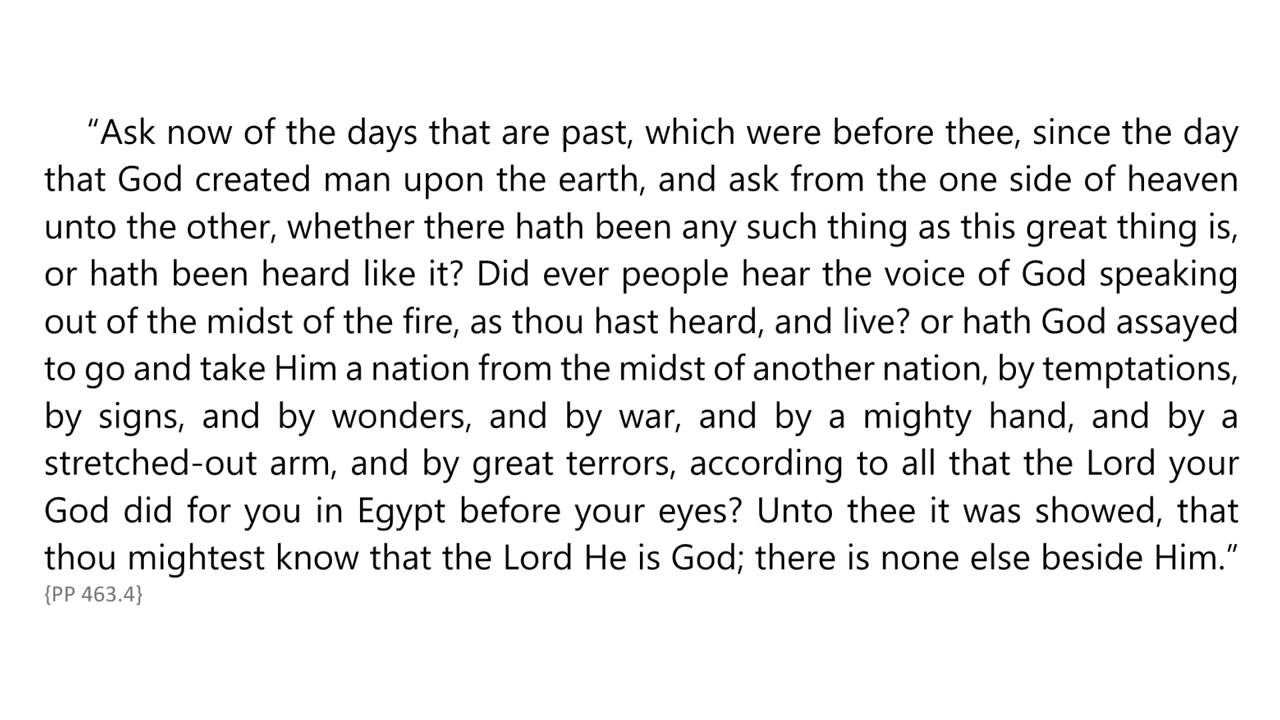 “Ask now of the days that are past, which were before thee, since the day
that God created man upon the earth, and ask from the one side of heaven
unto the other, whether there hath been any such thing as this great thing is,
or hath been heard like it? Did ever people hear the voice of God speaking
out of the midst of the fire, as thou hast heard, and live? or hath God assayed
to go and take Him a nation from the midst of another nation, by temptations,
by signs, and by wonders, and by war, and by a mighty hand, and by a
stretched-out arm, and by great terrors, according to all that the Lord your
God did for you in Egypt before your eyes? Unto thee it was showed, that
thou mightest know that the Lord He is God; there is none else beside Him.”
{PP 463.4}